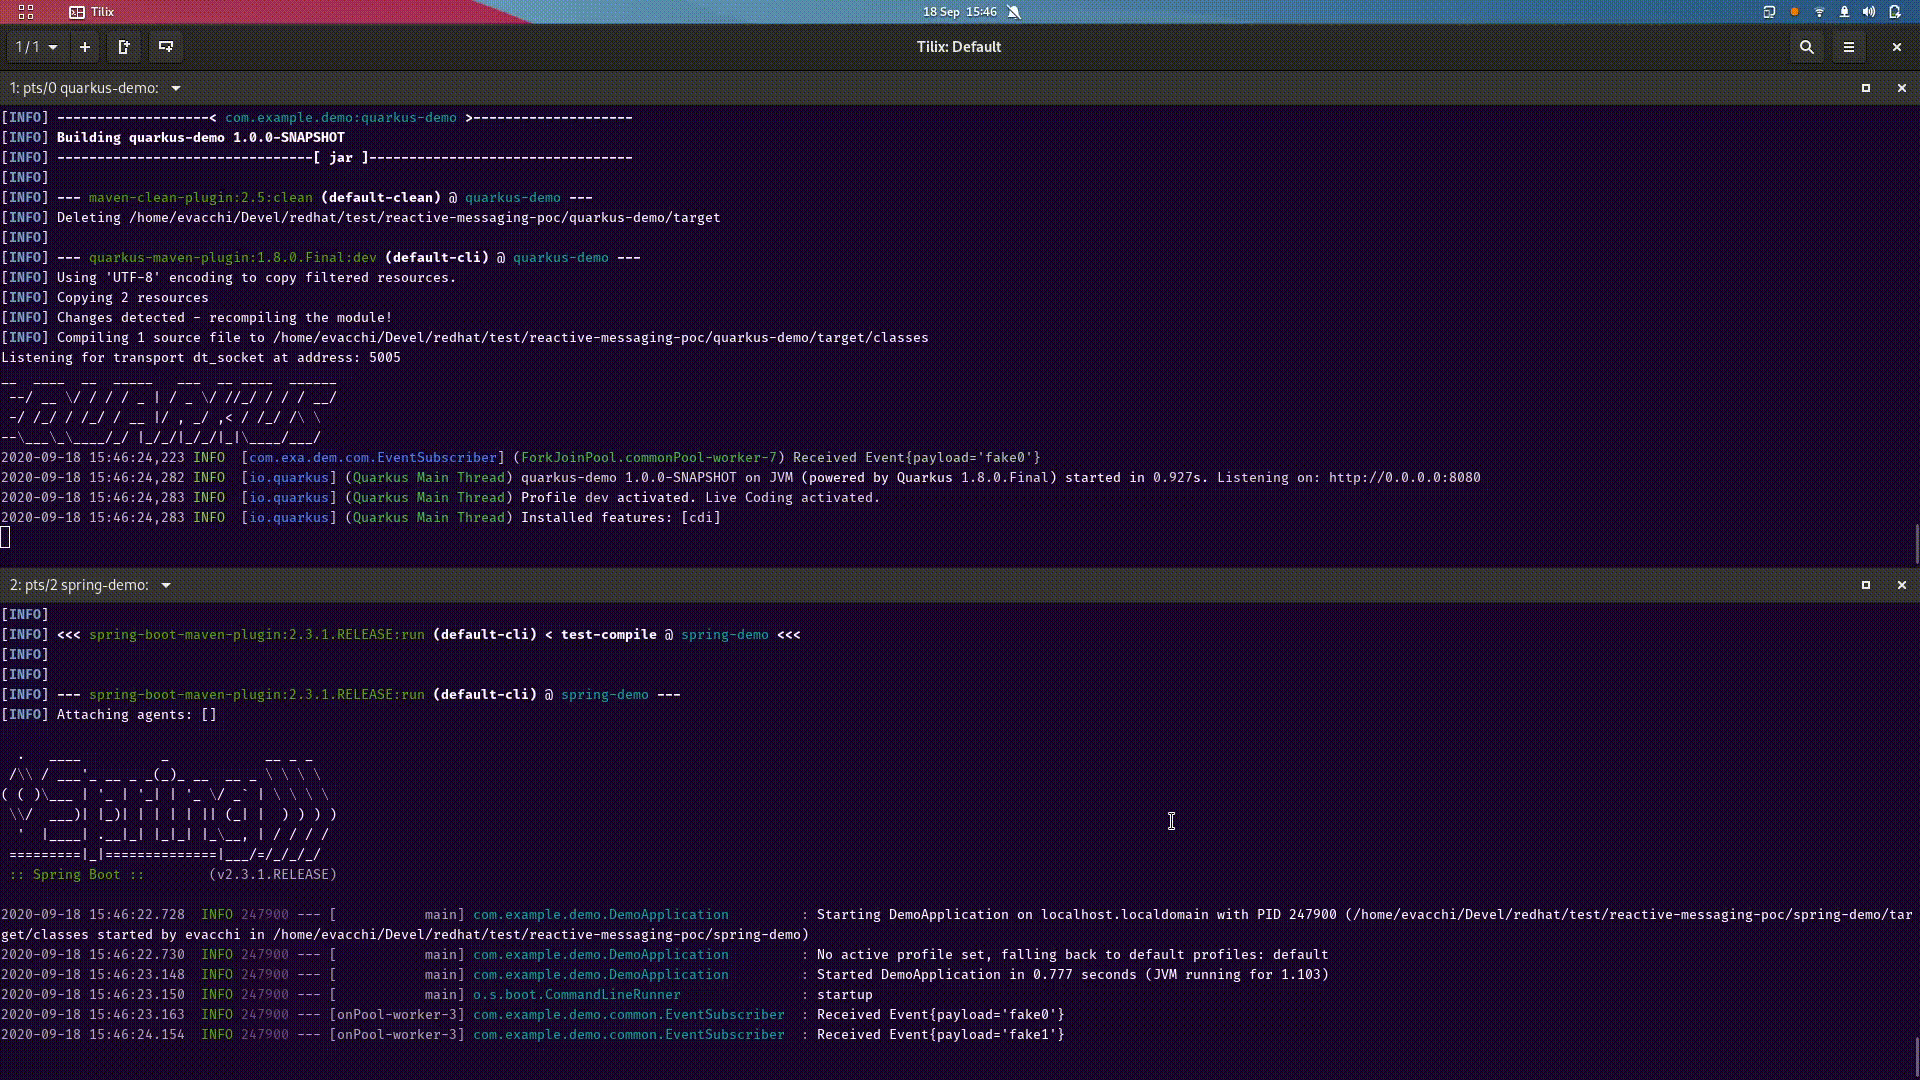 Tilix
18 Sep 15:46
1 / 1
Tilix: Default
1: pts/0 quarkus-demo:
[INFO] -------------------< com.example.demo:quarkus-demo >--------------------
[INFO] Building quarkus-demo 1.0.0-SNAPSHOT
[INFO] --------------------------------[ jar ]---------------------------------
[INFO]
[INFO] --- maven-clean-plugin:2.5:clean (default-clean) @ quarkus-demo ---
[INFO] Deleting /home/evacchi/Devel/redhat/test/reactive-messaging-poc/quarkus-demo/target
[INFO]
[INFO] --- quarkus-maven-plugin:1.8.0.Final:dev (default-cli) @ quarkus-demo ---
[INFO] Using 'UTF-8' encoding to copy filtered resources.
[INFO] Copying 2 resources
[INFO] Changes detected - recompiling the module!
[INFO] Compiling 1 source file to /home/evacchi/Devel/redhat/test/reactive-messaging-poc/quarkus-demo/target/classes
Listening for transport dt_socket at address: 5005
__  ____  __  _____   ___  __ ____  ______
 --/ __ \/ / / / _ | / _ \/ //_/ / / / __/
 -/ /_/ / /_/ / __ |/ , _/ ,< / /_/ /\ \
--\___\_\____/_/ |_/_/|_/_/|_|\____/___/
2020-09-18 15:46:24,223 INFO  [com.exa.dem.com.EventSubscriber] (ForkJoinPool.commonPool-worker-7) Received Event{payload='fake0'}
2020-09-18 15:46:24,282 INFO  [io.quarkus] (Quarkus Main Thread) quarkus-demo 1.0.0-SNAPSHOT on JVM (powered by Quarkus 1.8.0.Final) started in 0.927s. Listening on: http://0.0.0.0:8080
2020-09-18 15:46:24,283 INFO  [io.quarkus] (Quarkus Main Thread) Profile dev activated. Live Coding activated.
2020-09-18 15:46:24,283 INFO  [io.quarkus] (Quarkus Main Thread) Installed features: [cdi]
2: pts/2 spring-demo:
[INFO]
[INFO] <<< spring-boot-maven-plugin:2.3.1.RELEASE:run (default-cli) < test-compile @ spring-demo <<<
[INFO]
[INFO]
[INFO] --- spring-boot-maven-plugin:2.3.1.RELEASE:run (default-cli) @ spring-demo ---
[INFO] Attaching agents: []
  .   ____          _            __ _ _
 /\\ / ___'_ __ _ _(_)_ __  __ _ \ \ \ \
( ( )\___ | '_ | '_| | '_ \/ _` | \ \ \ \
 \\/  ___)| |_)| | | | | || (_| |  ) ) ) )
  '  |____| .__|_| |_|_| |_\__, | / / / /
 =========|_|==============|___/=/_/_/_/
 :: Spring Boot ::        (v2.3.1.RELEASE)
2020-09-18 15:46:22.728  INFO 247900 --- [           main] com.example.demo.DemoApplication         : Starting DemoApplication on localhost.localdomain with PID 247900 (/home/evacchi/Devel/redhat/test/reactive-messaging-poc/spring-demo/tar
get/classes started by evacchi in /home/evacchi/Devel/redhat/test/reactive-messaging-poc/spring-demo)
2020-09-18 15:46:22.730  INFO 247900 --- [           main] com.example.demo.DemoApplication         : No active profile set, falling back to default profiles: default
2020-09-18 15:46:23.148  INFO 247900 --- [           main] com.example.demo.DemoApplication         : Started DemoApplication in 0.777 seconds (JVM running for 1.103)
2020-09-18 15:46:23.150  INFO 247900 --- [           main] o.s.boot.CommandLineRunner               : startup
2020-09-18 15:46:23.163  INFO 247900 --- [onPool-worker-3] com.example.demo.common.EventSubscriber  : Received Event{payload='fake0'}
2020-09-18 15:46:24.154  INFO 247900 --- [onPool-worker-3] com.example.demo.common.EventSubscriber  : Received Event{payload='fake1'}